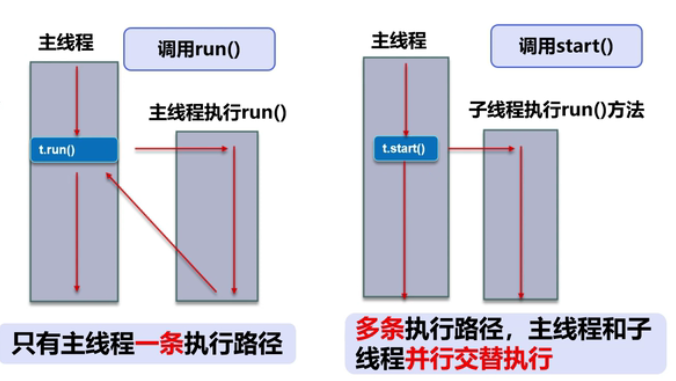 主线程
调用run()
主线程执行run()
t.run()
只有主线程一条执行路径
主线程
调用start()
子线程执行run()方法
t.start()
多条执行路径，主线程和子
线程并行交替执行